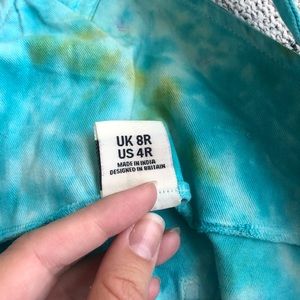 UK 8R
US 4R
MADE IN INDIA
DESIGNED IN BRITAIN